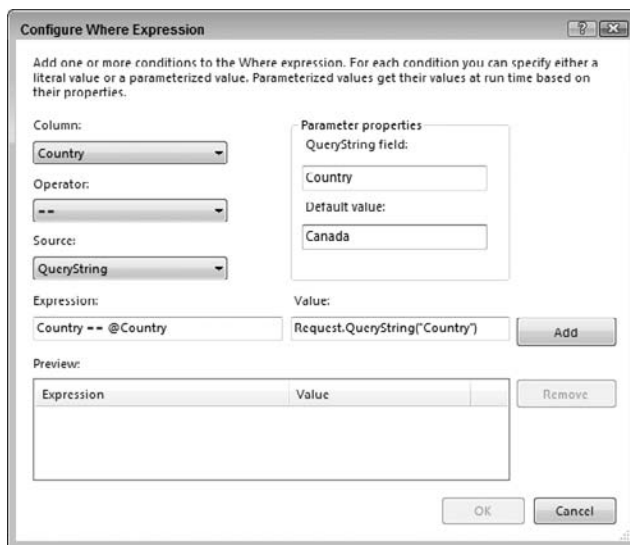 Configure Where Expression
Add one or more conditions to the Where expression. For each condition you can specify either a
literal value or a parameterized value. Parameterized values get their values at run time based on
their properties.
Column:
Country
Operator:
==
Source:
QueryString
Parameter properties
QueryString field:
Country
Default value:
Canada
Expression:
Country == @Country
Value:
Request.QueryString("Country")
Add
Preview:
Expression
Value
Remove
OK
Cancel